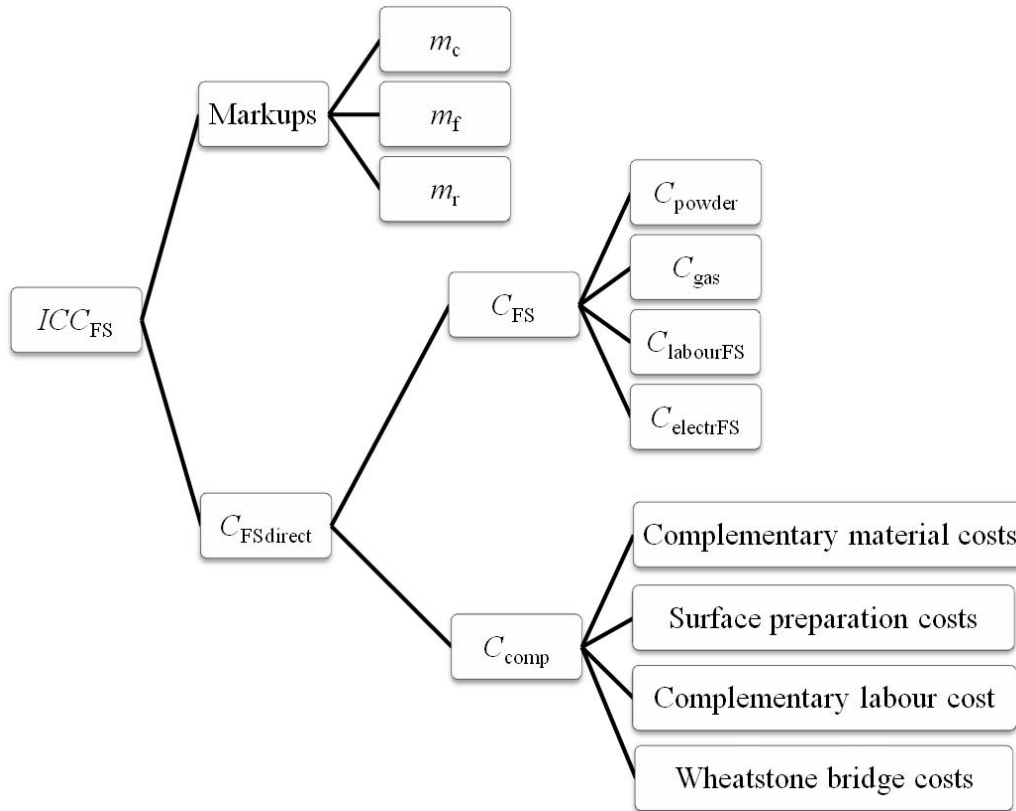 m_c
Markups
m_f
m_r
ICC_FS
C_FSdirect
C_FS
C_powder
C_gas
C_labourFS
C_electrFS
C_comp
Complementary material costs
Surface preparation costs
Complementary labour cost
Wheatstone bridge costs